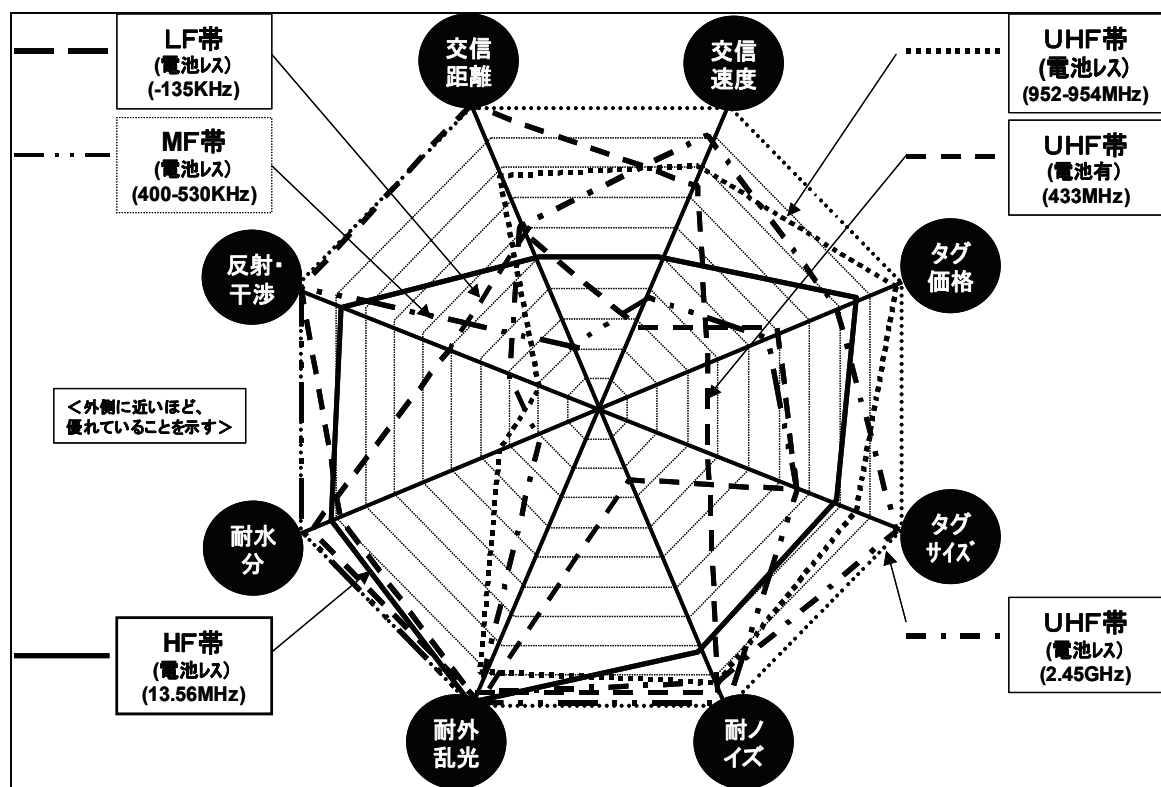 LF帯
(電池レス)
(-135KHz)
MF帯
(電池レス)
(400-530KHz)
交信
距離
交信
速度
UHF帯
(電池レス)
(952-954MHz)
UHF帯
(電池有)
(433MHz)
反射・
干渉
タグ
価格
<外側に近いほど、
優れていることを示す>
耐水
分
タグ
サイズ
HF帯
(電池レス)
(13.56MHz)
耐外
乱光
耐ノ
イズ
UHF帯
(電池レス)
(2.45GHz)